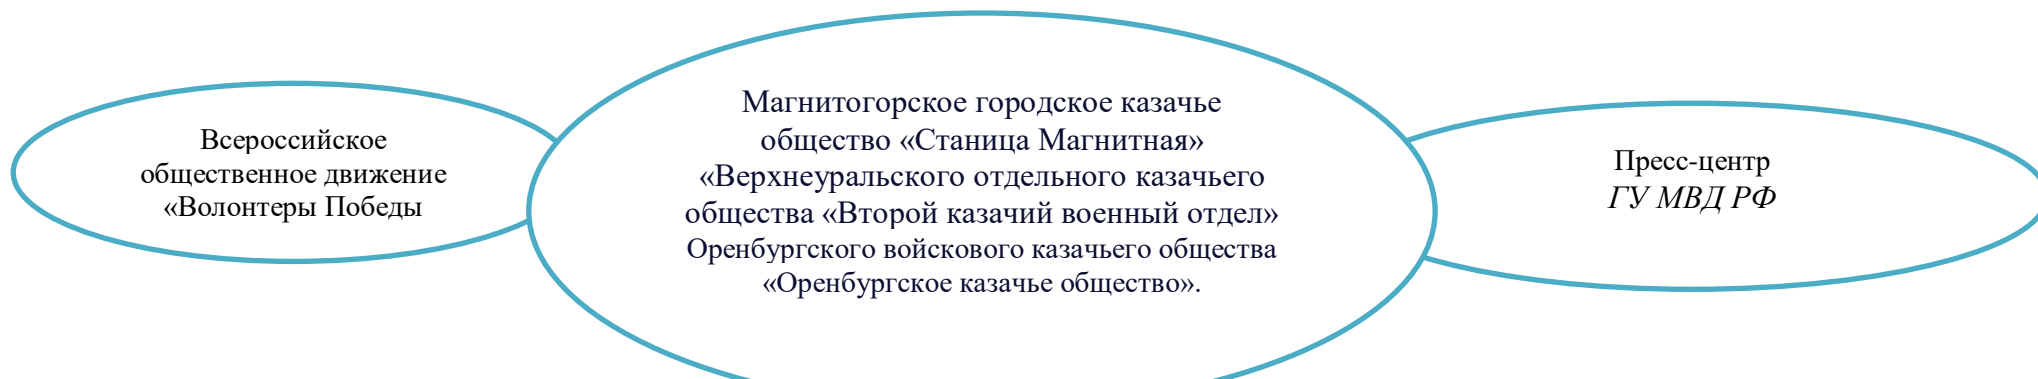 Всероссийское
общественное движение
«Волонтеры Победы
Магнитогорское городское казачье
общество «Станица Магнитная»
«Верхнеуральского отдельного казачьего
общества «Второй казачий военный отдел»
Оренбургского войскового казачьего общества
«Оренбургское казачье общество».
Пресс-центр
ГУ МВД РФ